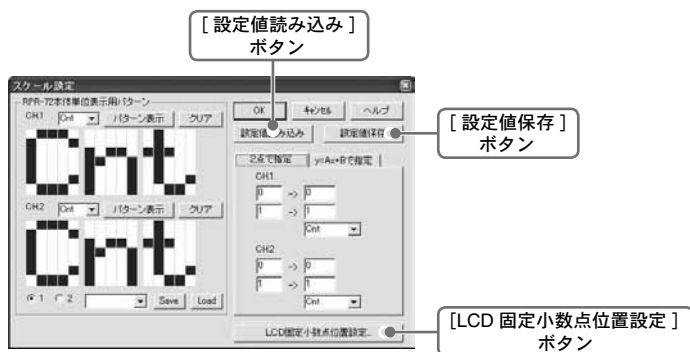 [ 設定値読み込み ]
ボタン
スケール設定
RPR-72本体単位表示用パターン
CH1 Cnt パターン表示 クリア
Cnt.
CH2 Cnt パターン表示 クリア
Cnt.
1 2 Save Load
OK キャンセル ヘルプ
設定値 み込み 設定値保存
2点で指定 y=Ax+Bで指定
CH1
0 -> 0
1 -> 1
Cnt
CH2
0 -> 0
1 -> 1
Cnt
LCD固定小数点位置設定..
[ 設定値保存 ]
ボタン
[LCD 固定小数点位置設定 ]
ボタン